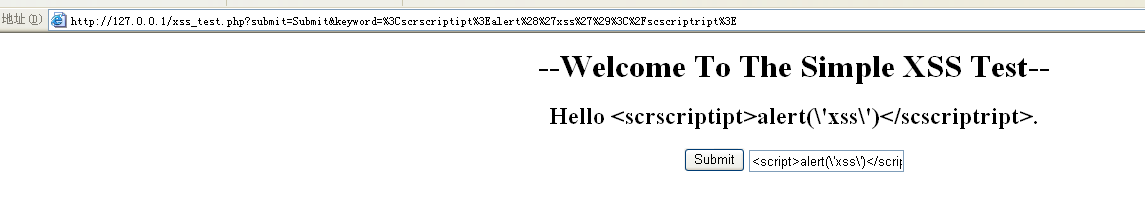 地址(D) http://127.0.0.1/xss_test.php?submit=Submit&keyword=%3Cscrscriptipt%3Ealert%28%27xss%27%29%3C%2Fscscriptript%3E
--Welcome To The Simple XSS Test--
Hello <scrscriptipt>alert(\'xss\')</scscriptript>.
Submit <script>alert(\'xss\')</scrip